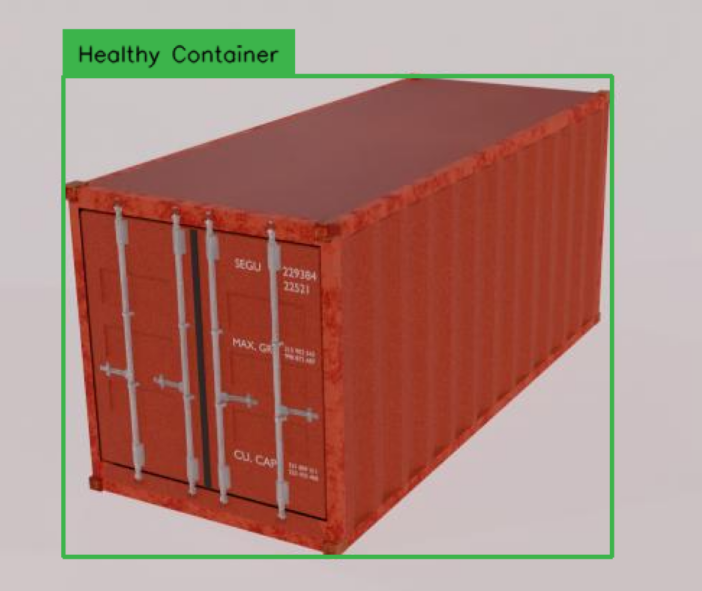 Healthy Container
SEGU 229384
22521
MAX. GR
CU. CAP